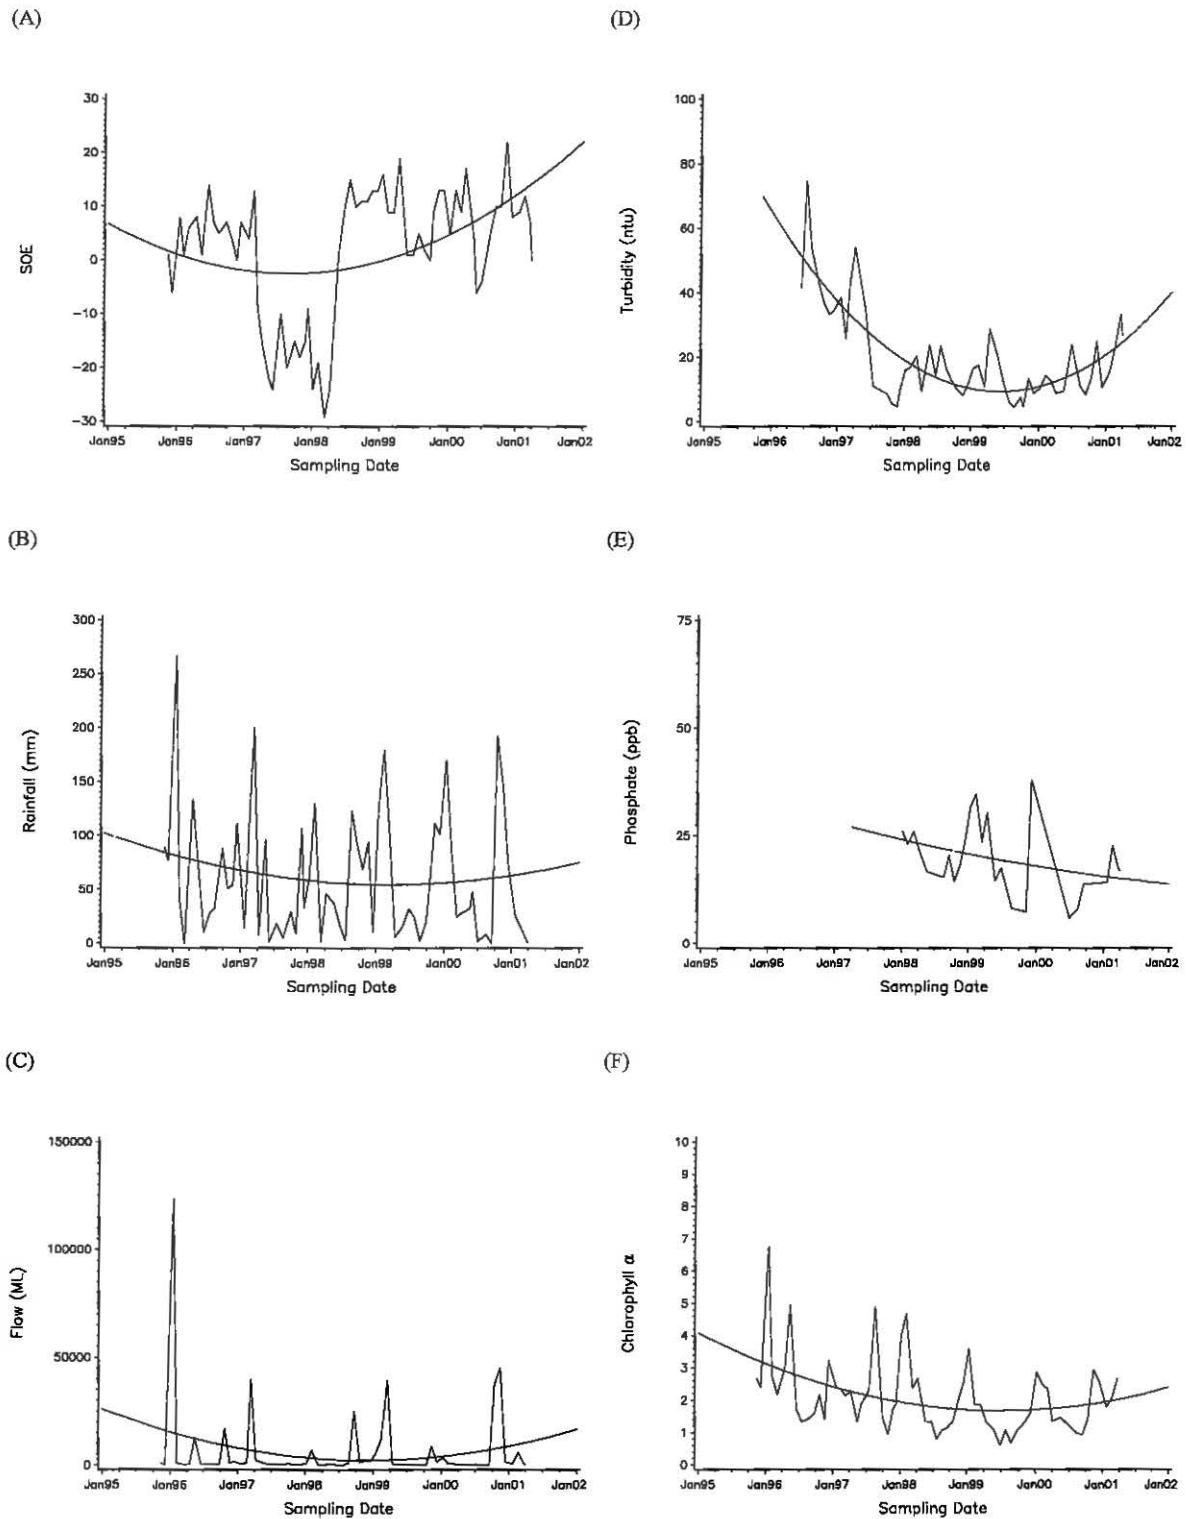 (A)
30
20
10
0
-10
-20
-30
SOE
Jan95 Jan96 Jan97 Jan98 Jan99 Jan00 Jan01 Jan02
Sampling Date
(D)
100
80
60
40
20
0
Turbidity (ntu)
Jan95 Jan96 Jan97 Jan98 Jan99 Jan00 Jan01 Jan02
Sampling Date
(B)
300
250
200
150
100
50
0
Rainfall (mm)
Jan95 Jan96 Jan97 Jan98 Jan99 Jan00 Jan01 Jan02
Sampling Date
(E)
75
50
25
0
Phosphate (ppb)
Jan95 Jan96 Jan97 Jan98 Jan99 Jan00 Jan01 Jan02
Sampling Date
(C)
150000
100000
50000
0
Flow (ML)
Jan95 Jan96 Jan97 Jan98 Jan99 Jan00 Jan01 Jan02
Sampling Date
(F)
10
9
8
7
6
5
4
3
2
1
0
Chlorophyll α
Jan95 Jan96 Jan97 Jan98 Jan99 Jan00 Jan01 Jan02
Sampling Date